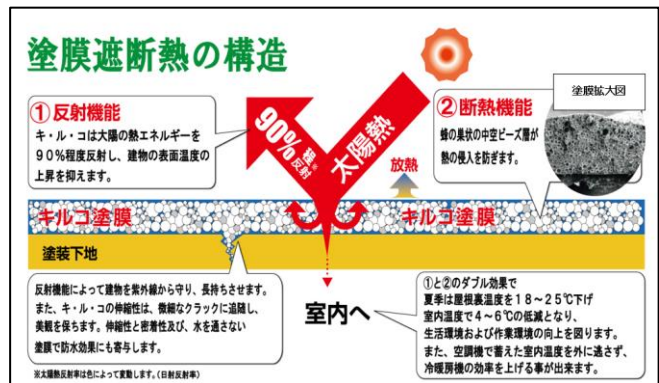 塗膜遮断熱の構造
①反射機能
キ・ル・コは太陽の熱エネルギーを
90%程度反射し、建物の表面温度の
上昇を抑えます。
90%
反射※
太陽熱
放熱
②断熱機能
蜂の巣状の中空ビーズ層が
熱の侵入を防ぎます。
塗膜拡大図
キルコ塗膜
キルコ塗膜
塗装下地
反射機能によって建物を紫外線から守り、長持ちさせます。
また、キ・ル・コの伸縮性は、微細なクラックに追随し、
美観を保ちます。伸縮性と密着性及び、水を通さない
塗膜で防水効果にも寄与します。
※太陽熱反射率は色によって変動します。(日射反射率)
室内へ
①と②のダブル効果で
夏季は屋根裏温度を18~25℃下げ
室内温度で4~6℃の低減となり、
生活環境および作業環境の向上を図ります。
また、空調機で蓄えた室内温度を外に逃さず、
冷暖房機の効率を上げる事が出来ます。